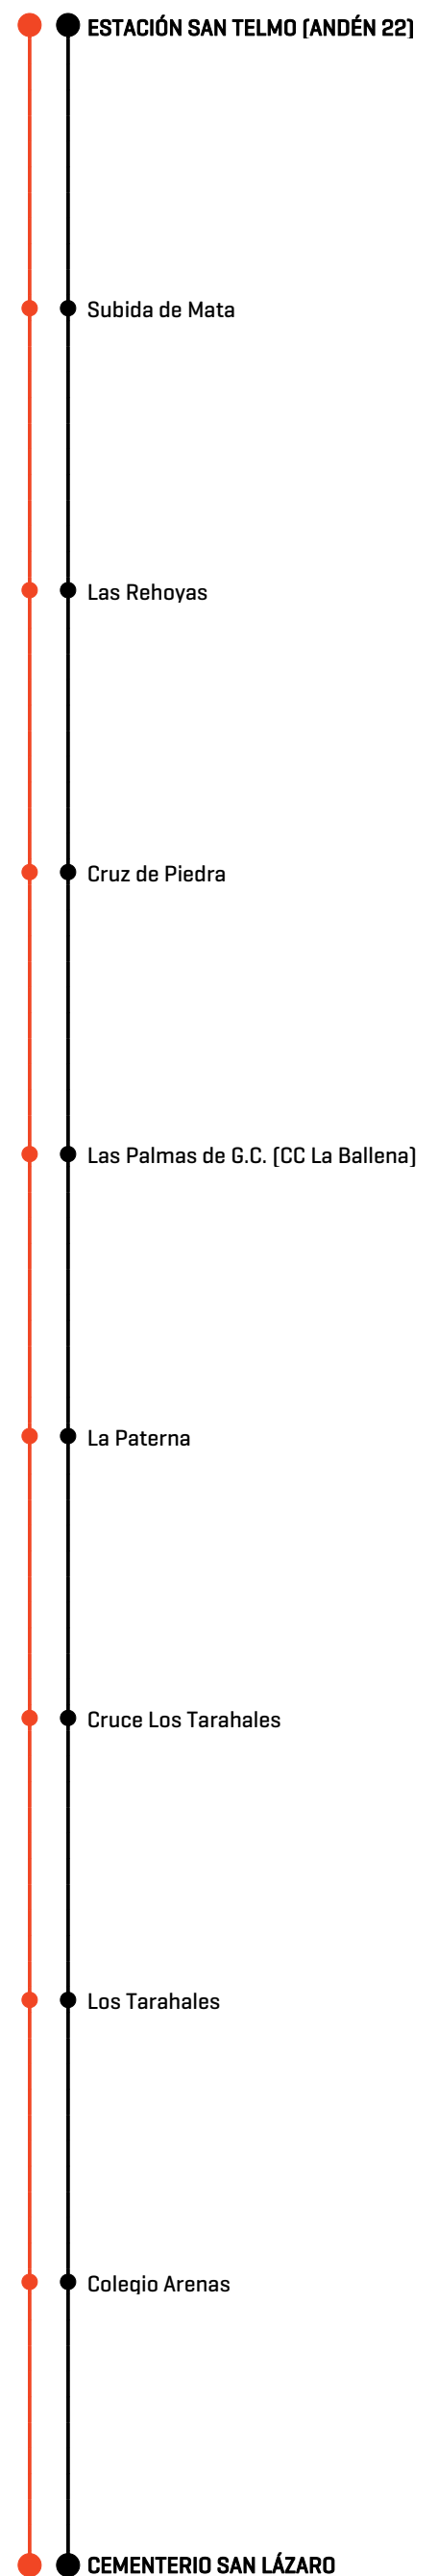 ESTACIÓN SAN TELMO (ANDÉN 22)
Subida de Mata
Las Rehoyas
Cruz de Piedra
Las Palmas de G.C. (CC La Ballena)
La Paterna
Cruce Los Tarahales
Los Tarahales
Colegio Arenas
CEMENTERIO SAN LÁZARO